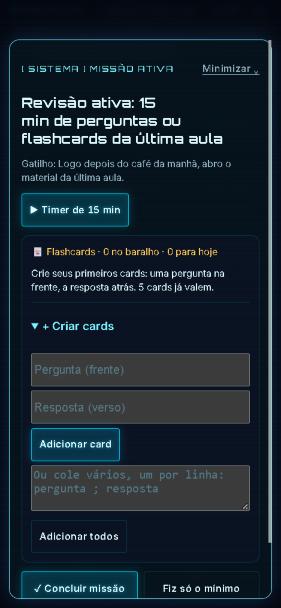 [ SISTEMA ] MISSÃO ATIVA
Minimizar ⌄
Revisão ativa: 15
min de perguntas ou
flashcards da última aula
Gatilho: Logo depois do café da manhã, abro o
material da última aula.
▶ Timer de 15 min
Flashcards · 0 no baralho · 0 para hoje
Crie seus primeiros cards: uma pergunta na
frente, a resposta atrás. 5 cards já valem.
▼ + Criar cards
Pergunta (frente)
Resposta (verso)
Adicionar card
Ou cole vários, um por linha:
pergunta ; resposta
Adicionar todos
✓ Concluir missão
Fiz só o mínimo